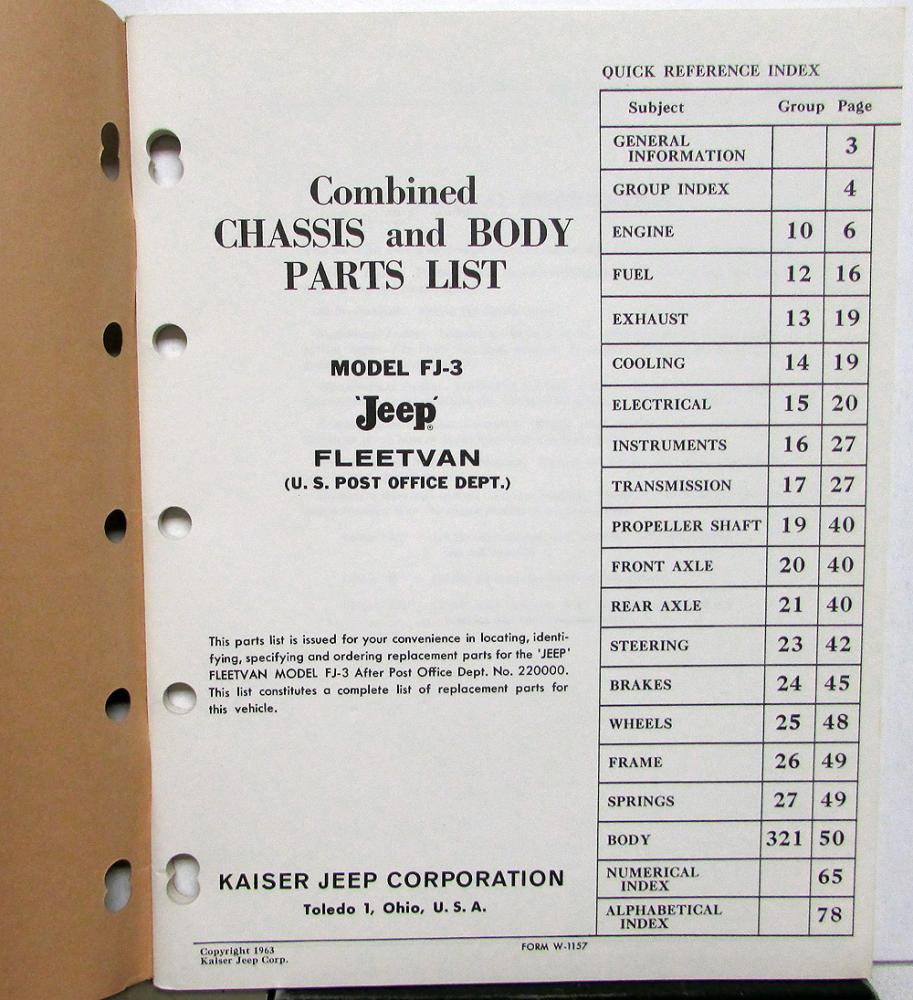 Combined
CHASSIS and BODY
PARTS LIST
MODEL FJ-3
'Jeep'®
FLEETVAN
(U. S. POST OFFICE DEPT.)
This parts list is issued for your convenience in locating, identi-
fying, specifying and ordering replacement parts for the 'JEEP'
FLEETVAN MODEL FJ-3 After Post Office Dept. No. 220000.
This list constitutes a complete list of replacement parts for
this vehicle.
KAISER JEEP CORPORATION
Toledo 1, Ohio, U. S. A.
Copyright 1963
Kaiser Jeep Corp.
FORM W-1157
QUICK REFERENCE INDEX
Subject Group Page
GENERAL
INFORMATION 3
GROUP INDEX 4
ENGINE 10 6
FUEL 12 16
EXHAUST 13 19
COOLING 14 19
ELECTRICAL 15 20
INSTRUMENTS 16 27
TRANSMISSION 17 27
PROPELLER SHAFT 19 40
FRONT AXLE 20 40
REAR AXLE 21 40
STEERING 23 42
BRAKES 24 45
WHEELS 25 48
FRAME 26 49
SPRINGS 27 49
BODY 321 50
NUMERICAL
INDEX 65
ALPHABETICAL
INDEX 78